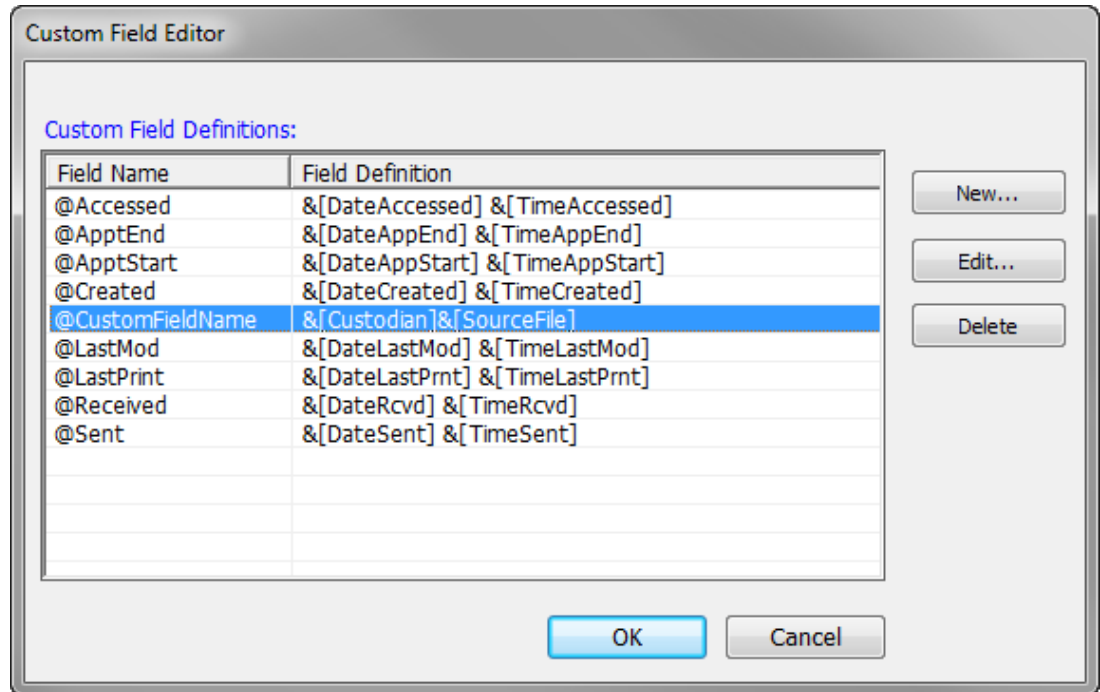 Custom Field Editor
Custom Field Definitions:
Field Name Field Definition
@Accessed &[DateAccessed] &[TimeAccessed]
@ApptEnd &[DateAppEnd] &[TimeAppEnd]
@ApptStart &[DateAppStart] &[TimeAppStart]
@Created &[DateCreated] &[TimeCreated]
@CustomFieldName &[Custodian]&[SourceFile]
@LastMod &[DateLastMod] &[TimeLastMod]
@LastPrint &[DateLastPrnt] &[TimeLastPrnt]
@Received &[DateRcvd] &[TimeRcvd]
@Sent &[DateSent] &[TimeSent]
New...
Edit...
Delete
OK Cancel